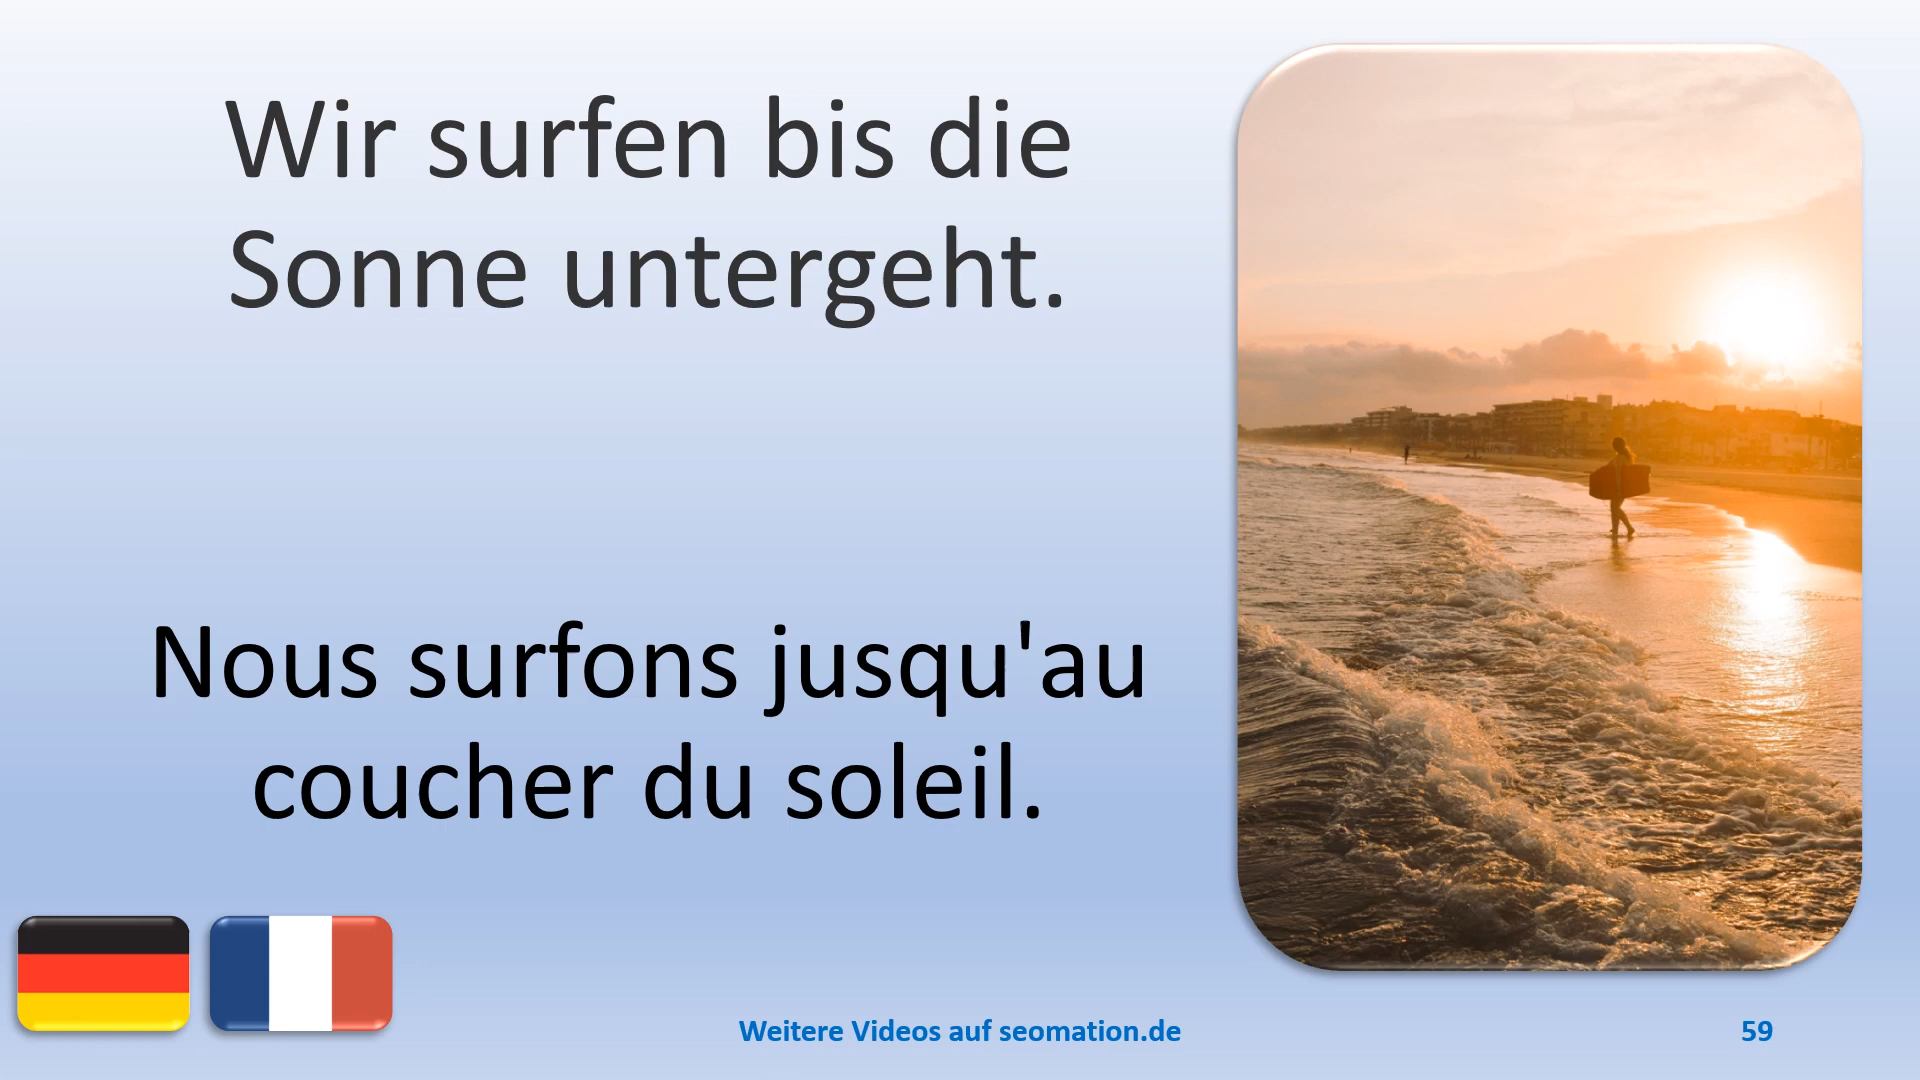 Wir surfen bis die
Sonne untergeht.
Nous surfons jusqu'au
coucher du soleil.
Weitere Videos auf seomation.de
59